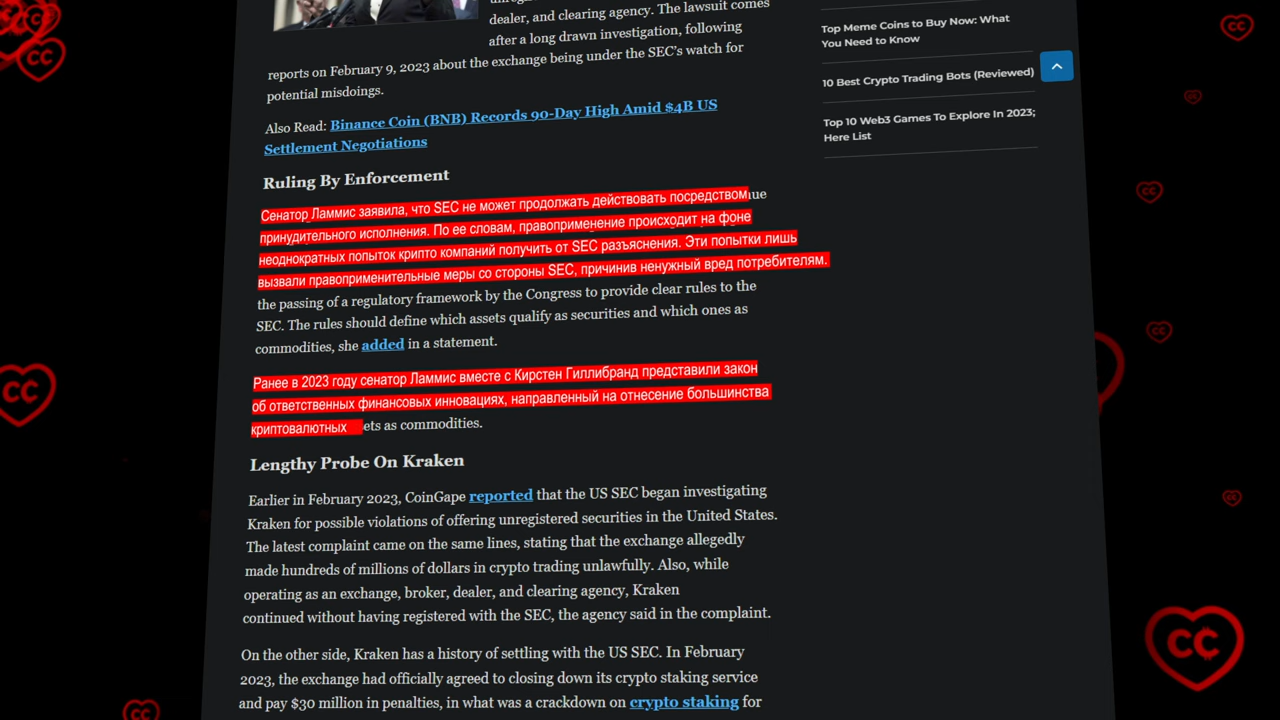 dealer, and clearing agency. The lawsuit comes
after a long drawn investigation, following
reports on February 9, 2023 about the exchange being under the SEC's watch for
potential misdoings.
Also Read: Binance Coin (BNB) Records 90-Day High Amid $4B US
Settlement Negotiations
Ruling By Enforcement
Сенатор Ламмис заявила, что SEC не может продолжать действовать посредством
принудительного исполнения. По ее словам, правоприменение происходит на фоне
неоднократных попыток крипто компаний получить от SEC разъяснения. Эти попытки лишь
вызвали правоприменительные меры со стороны SEC, причинив ненужный вред потребителям.
the passing of a regulatory framework by the Congress to provide clear rules to the
SEC. The rules should define which assets qualify as securities and which ones as
commodities, she added in a statement.
Ранее в 2023 году сенатор Ламмис вместе с Кирстен Гиллибранд представили закон
об ответственных финансовых инновациях, направленный на отнесение большинства
криптовалютных ets as commodities.
Lengthy Probe On Kraken
Earlier in February 2023, CoinGape reported that the US SEC began investigating
Kraken for possible violations of offering unregistered securities in the United States.
The latest complaint came on the same lines, stating that the exchange allegedly
made hundreds of millions of dollars in crypto trading unlawfully. Also, while
operating as an exchange, broker, dealer, and clearing agency, Kraken
continued without having registered with the SEC, the agency said in the complaint.
On the other side, Kraken has a history of settling with the US SEC. In February
2023, the exchange had officially agreed to closing down its crypto staking service
and pay $30 million in penalties, in what was a crackdown on crypto staking for
Top Meme Coins to Buy Now: What
You Need to Know
10 Best Crypto Trading Bots (Reviewed)
Top 10 Web3 Games To Explore In 2023;
Here List
CC
CC
CC
CC
CC
CC
CC
CC
CC